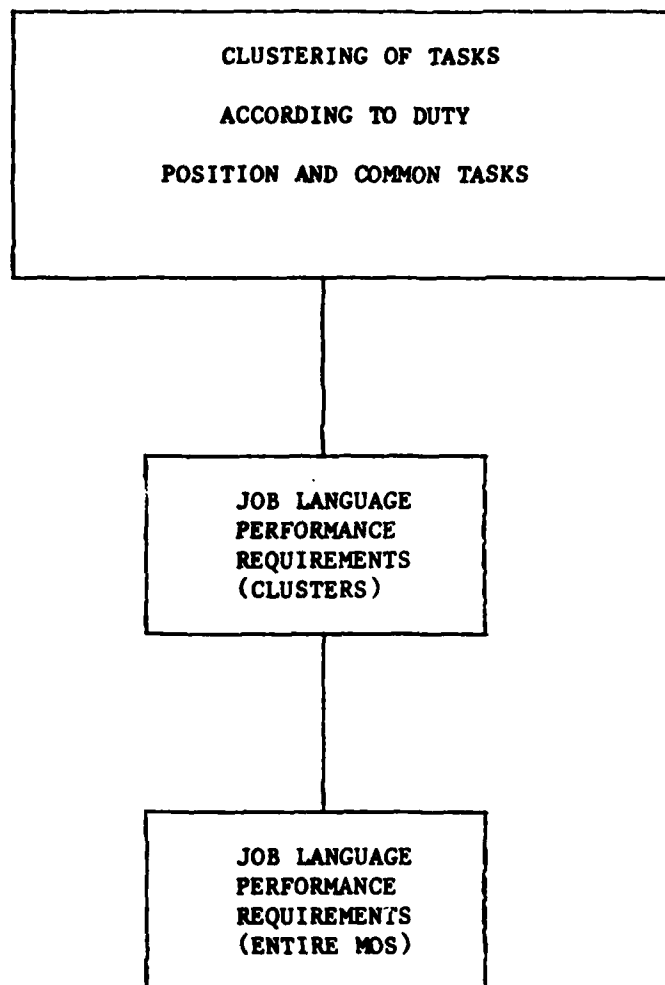 CLUSTERING OF TASKS
ACCORDING TO DUTY
POSITION AND COMMON TASKS
JOB LANGUAGE
PERFORMANCE
REQUIREMENTS
(CLUSTERS)
JOB LANGUAGE
PERFORMANCE
REQUIREMENTS
(ENTIRE MOS)